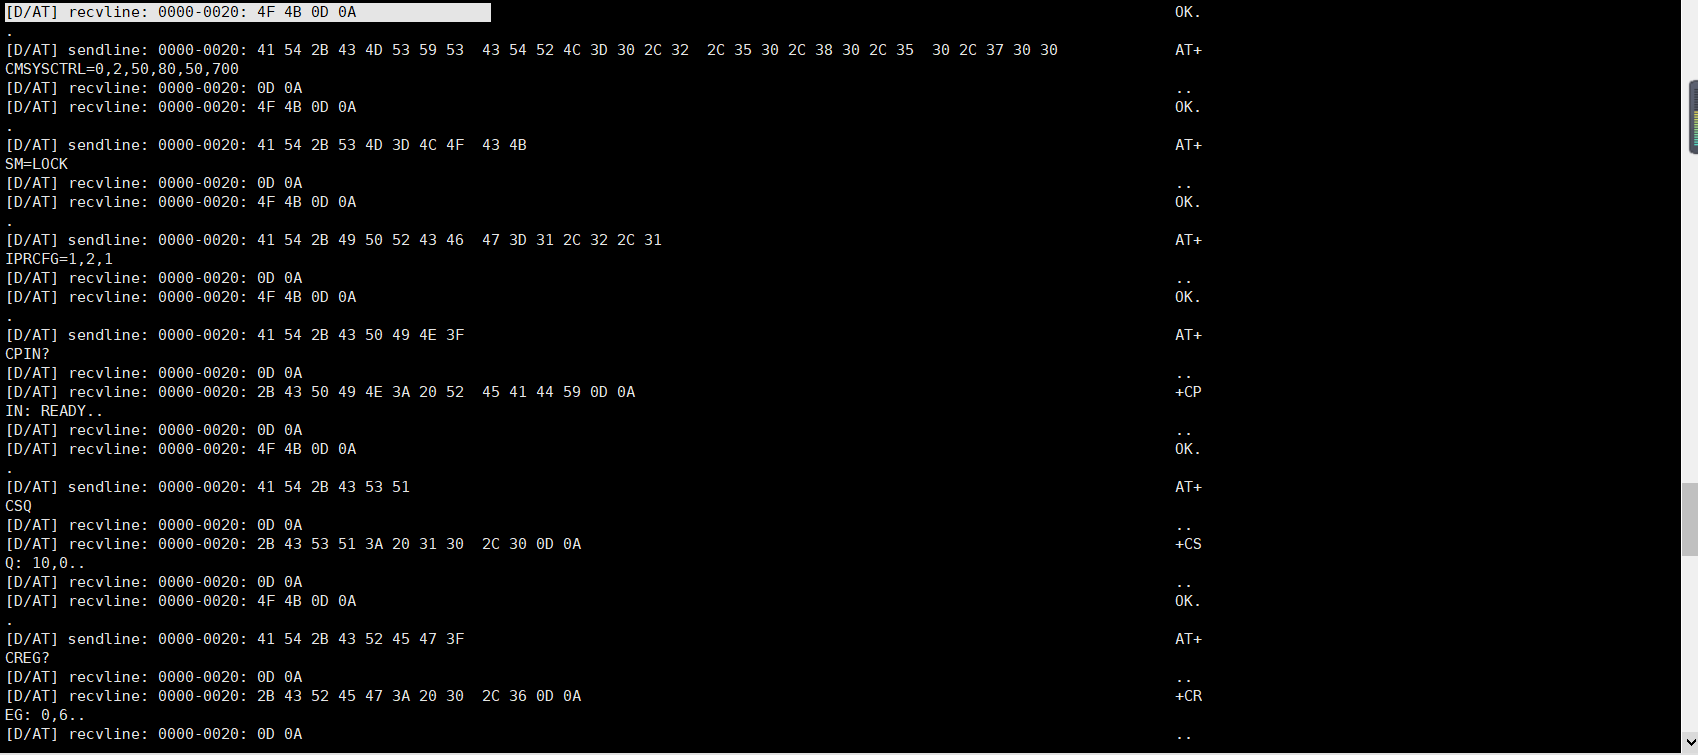 [D/AT] recvline: 0000-0020: 4F 4B 0D 0A OK.
.
[D/AT] sendline: 0000-0020: 41 54 2B 43 4D 53 59 53  43 54 52 4C 3D 30 2C 32  2C 35 30 2C 38 30 2C 35  30 2C 37 30 30 AT+
CMSYSCTRL=0,2,50,80,50,700
[D/AT] recvline: 0000-0020: 0D 0A ..
[D/AT] recvline: 0000-0020: 4F 4B 0D 0A OK.
.
[D/AT] sendline: 0000-0020: 41 54 2B 53 4D 3D 4C 4F  43 4B AT+
SM=LOCK
[D/AT] recvline: 0000-0020: 0D 0A ..
[D/AT] recvline: 0000-0020: 4F 4B 0D 0A OK.
.
[D/AT] sendline: 0000-0020: 41 54 2B 49 50 52 43 46  47 3D 31 2C 32 2C 31 AT+
IPRCFG=1,2,1
[D/AT] recvline: 0000-0020: 0D 0A ..
[D/AT] recvline: 0000-0020: 4F 4B 0D 0A OK.
.
[D/AT] sendline: 0000-0020: 41 54 2B 43 50 49 4E 3F AT+
CPIN?
[D/AT] recvline: 0000-0020: 0D 0A ..
[D/AT] recvline: 0000-0020: 2B 43 50 49 4E 3A 20 52  45 41 44 59 0D 0A +CP
IN: READY..
[D/AT] recvline: 0000-0020: 0D 0A ..
[D/AT] recvline: 0000-0020: 4F 4B 0D 0A OK.
.
[D/AT] sendline: 0000-0020: 41 54 2B 43 53 51 AT+
CSQ
[D/AT] recvline: 0000-0020: 0D 0A ..
[D/AT] recvline: 0000-0020: 2B 43 53 51 3A 20 31 30  2C 30 0D 0A +CS
Q: 10,0..
[D/AT] recvline: 0000-0020: 0D 0A ..
[D/AT] recvline: 0000-0020: 4F 4B 0D 0A OK.
.
[D/AT] sendline: 0000-0020: 41 54 2B 43 52 45 47 3F AT+
CREG?
[D/AT] recvline: 0000-0020: 0D 0A ..
[D/AT] recvline: 0000-0020: 2B 43 52 45 47 3A 20 30  2C 36 0D 0A +CR
EG: 0,6..
[D/AT] recvline: 0000-0020: 0D 0A ..